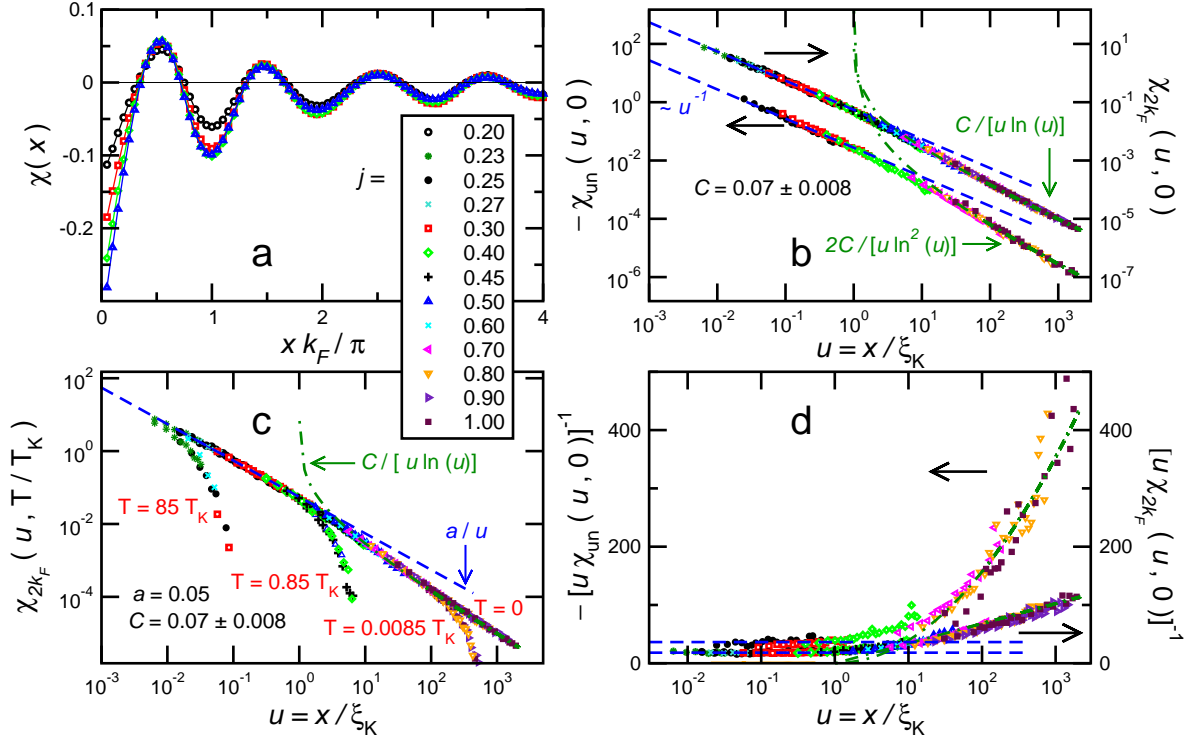 0.1
0
-0.1
-0.2
χ(x)
0
1
2
3
4
x k_F / π
a
j =
0.20
0.23
0.25
0.27
0.30
0.40
0.45
0.50
0.60
0.70
0.80
0.90
1.00
10^2
10^0
10^-2
10^-4
10^-6
− χ_un (u, 0)
~ u^-1
C = 0.07 ± 0.008
b
C / [u ln (u)]
2C / [u ln^2 (u)]
10^1
10^-1
10^-3
10^-5
10^-7
χ_2k_F (u, 0)
10^-3
10^-2
10^-1
10^0
10^1
10^2
10^3
u = x / ξ_K
10^2
10^0
10^-2
10^-4
χ_2k_F (u, T / T_K)
c
C / [ u ln (u)]
T = 85 T_K
a / u
T = 0.85 T_K
T = 0
a = 0.05
C = 0.07 ± 0.008
T = 0.0085 T_K
10^-3
10^-2
10^-1
10^0
10^1
10^2
10^3
u = x / ξ_K
400
200
0
− [u χ_un (u, 0)]^-1
d
400
200
0
[u χ_2k_F (u, 0)]^-1
10^-2
10^-1
10^0
10^1
10^2
10^3
u = x / ξ_K